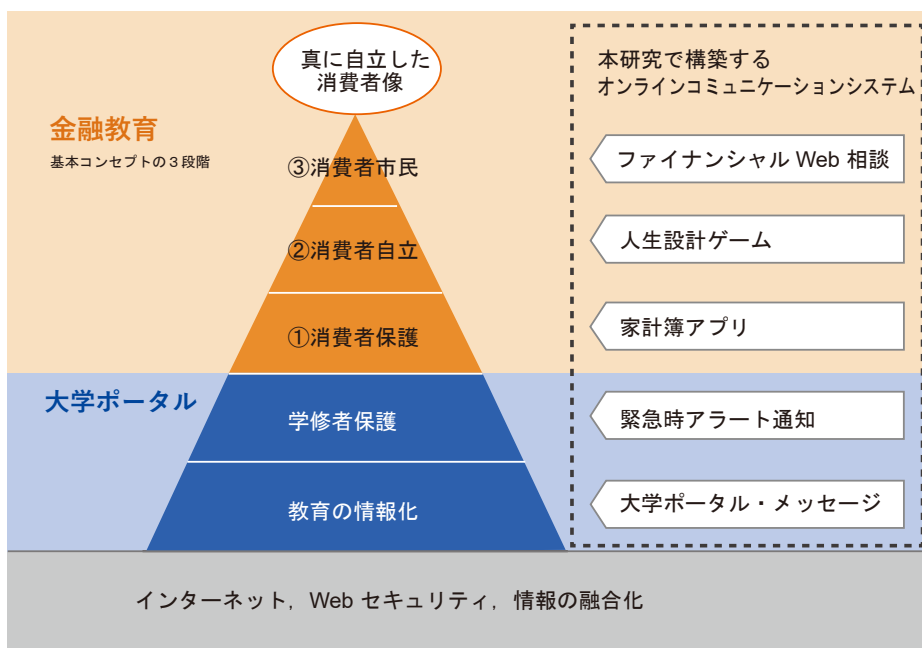 真に自立した
消費者像
本研究で構築する
オンラインコミュニケーションシステム
金融教育
基本コンセプトの3段階
③消費者市民
ファイナンシャル Web 相談
②消費者自立
人生設計ゲーム
①消費者保護
家計簿アプリ
大学ポータル
学修者保護
緊急時アラート通知
教育の情報化
大学ポータル・メッセージ
インターネット，Web セキュリティ，情報の融合化